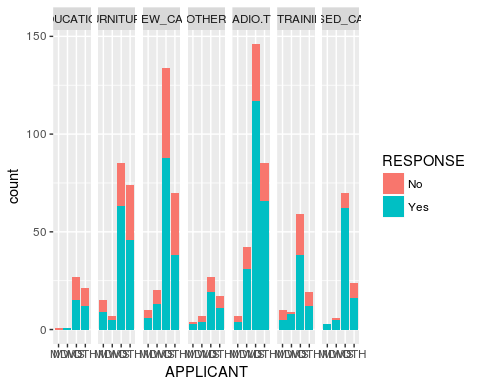 DUCATIO URNITUR EW_CA OTHER ADIO.T TRAINI SED_CA
150
100
50
0
count
APPLICANT
RESPONSE
No
Yes